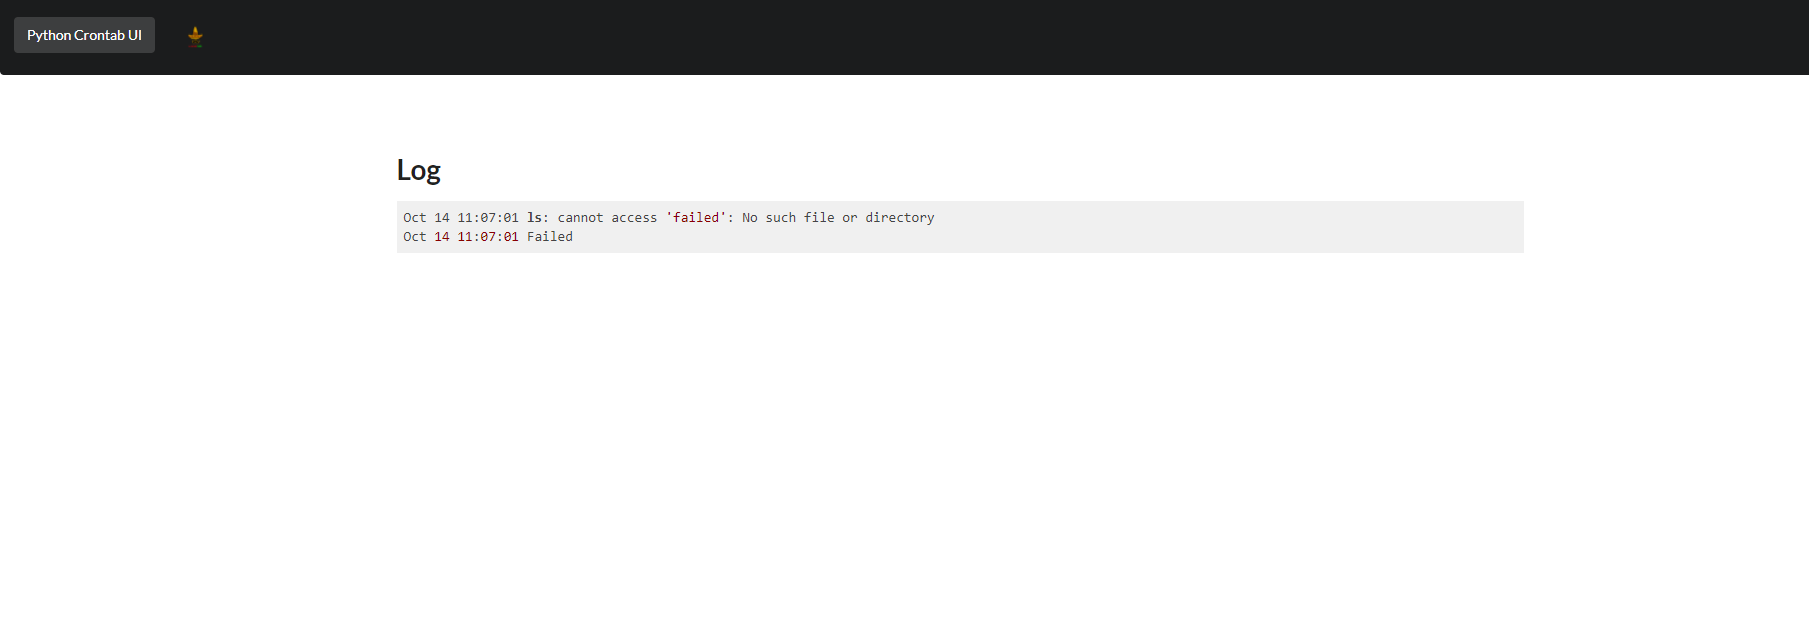 Python Crontab UI
Log
Oct 14 11:07:01 ls: cannot access 'failed': No such file or directory
Oct 14 11:07:01 Failed